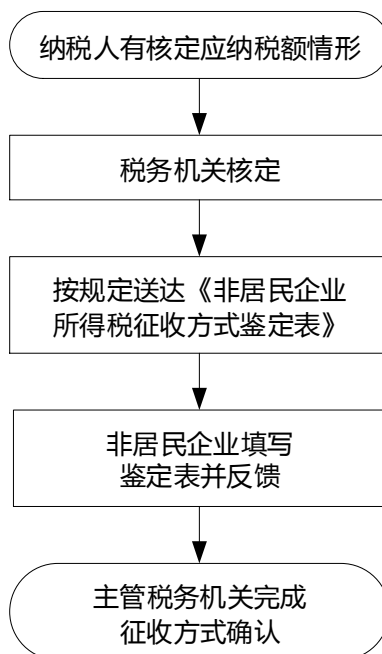 纳税人有核定应纳税额情形
税务机关核定
按规定送达《非居民企业
所得税征收方式鉴定表》
非居民企业填写
鉴定表并反馈
主管税务机关完成
征收方式确认